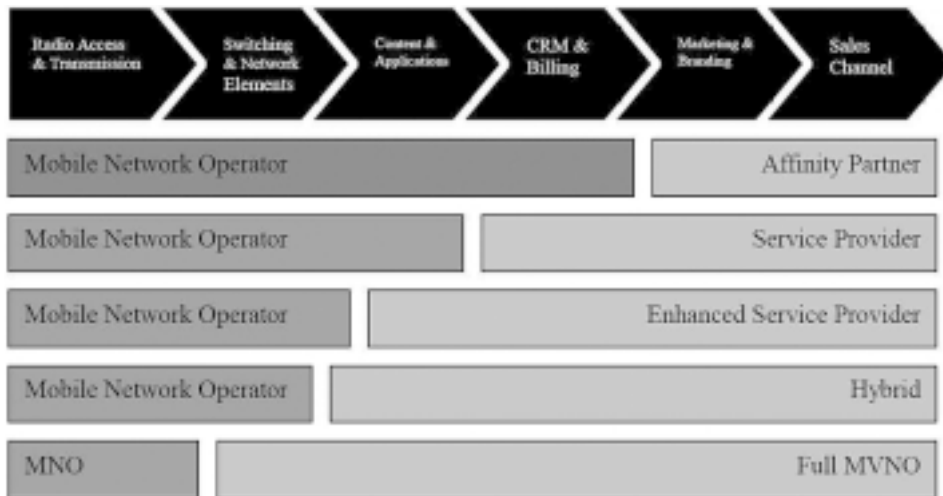 Radio Access
& Transmission
Switching
& Network
Elements
Content &
Applications
CRM &
Billing
Marketing &
Branding
Sales
Channel
Mobile Network Operator
Affinity Partner
Mobile Network Operator
Service Provider
Mobile Network Operator
Enhanced Service Provider
Mobile Network Operator
Hybrid
MNO
Full MVNO